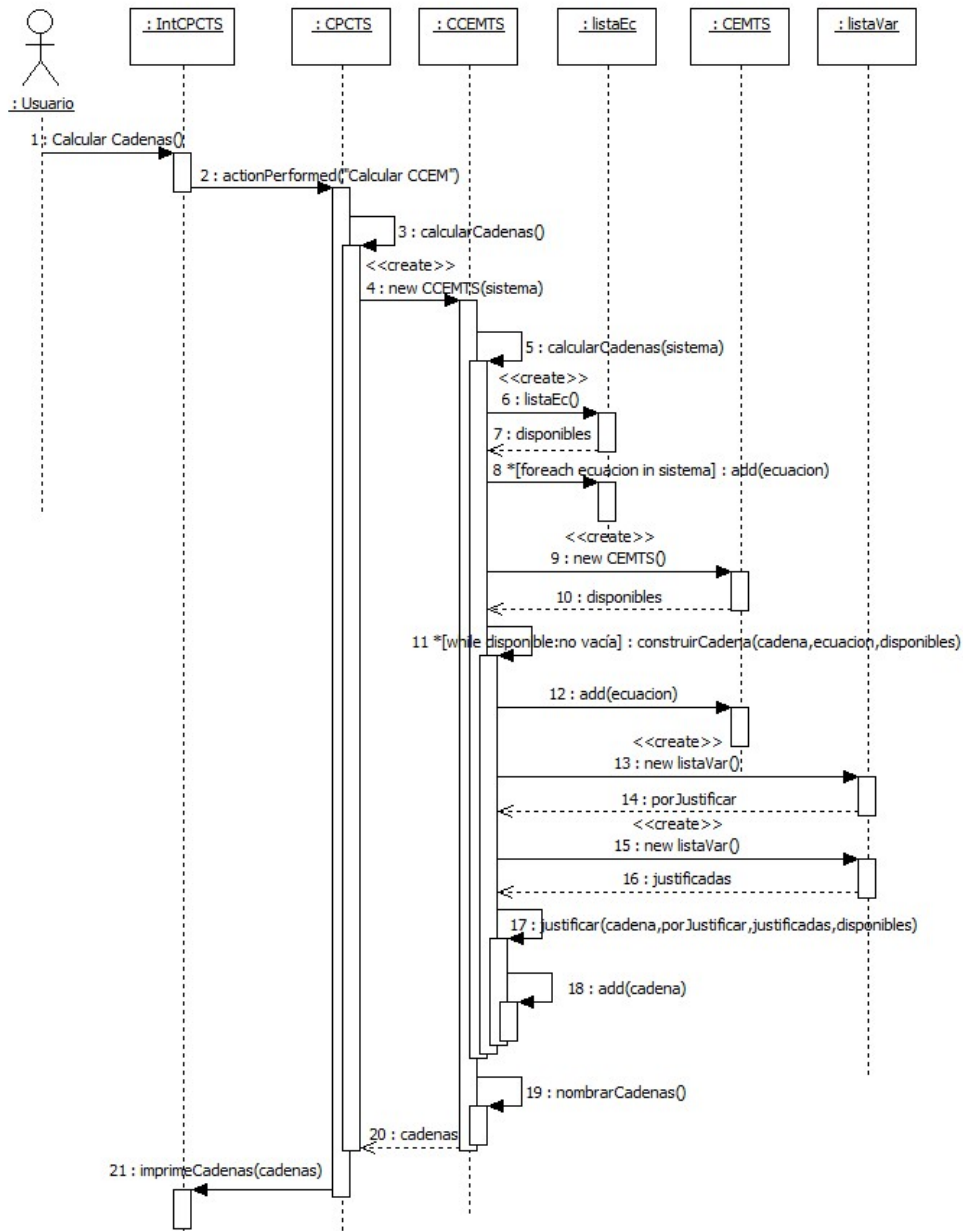 : IntCPCTS
: CPCTS
: CCEMTS
: listaEc
: CEMTS
: listaVar
: Usuario
1 : Calcular Cadenas()
2 : actionPerformed("Calcular CCEM")
3 : calcularCadenas()
<<create>>
4 : new CCEMTS(sistema)
5 : calcularCadenas(sistema)
<<create>>
6 : listaEc()
7 : disponibles
8 *[foreach ecuacion in sistema] : add(ecuacion)
<<create>>
9 : new CEMTS()
10 : disponibles
11 *[while disponible:no vacía] : construirCadena(cadena,ecuacion,disponibles)
12 : add(ecuacion)
<<create>>
13 : new listaVar()
14 : porJustificar
<<create>>
15 : new listaVar()
16 : justificadas
17 : justificar(cadena,porJustificar,justificadas,disponibles)
18 : add(cadena)
19 : nombrarCadenas()
20 : cadenas
21 : imprimeCadenas(cadenas)